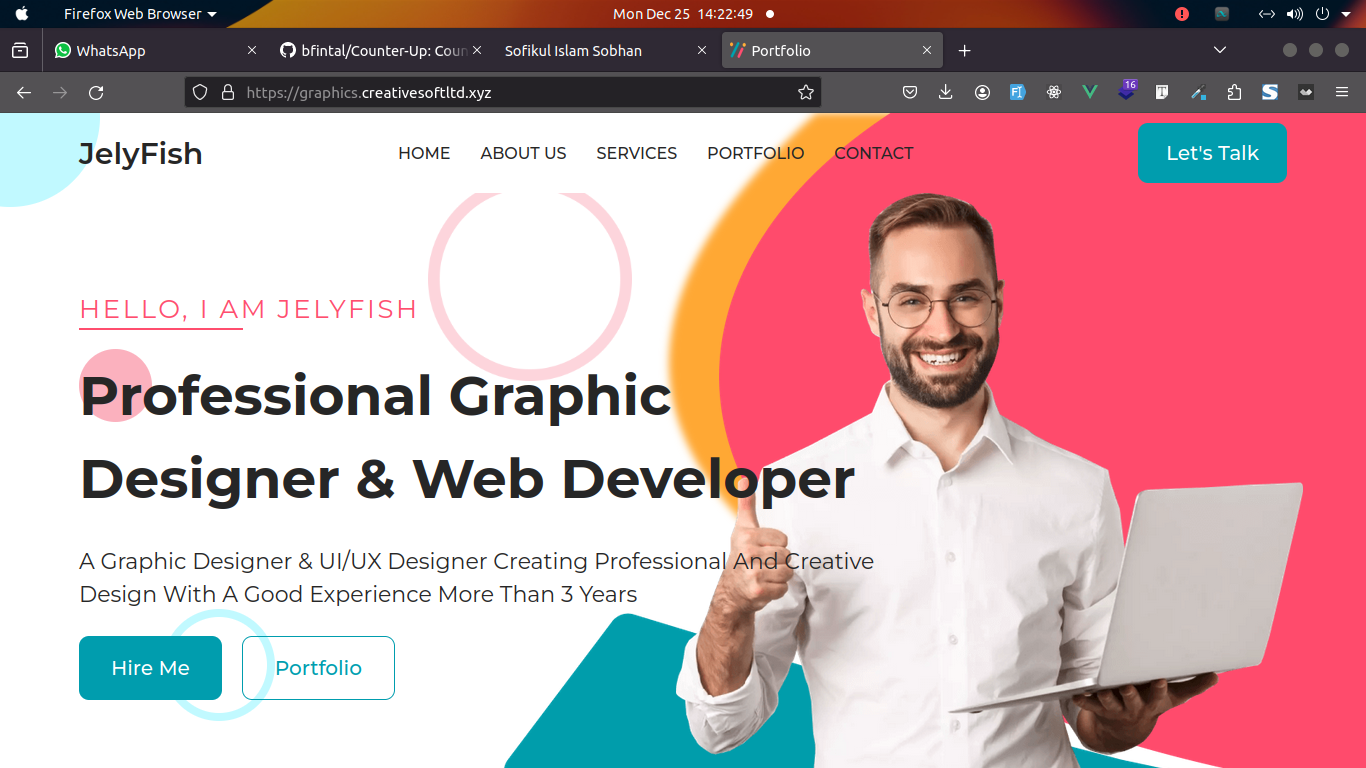 Firefox Web Browser
Mon Dec 25 14:22:49
WhatsApp
bfintal/Counter-Up: Coun
Sofikul Islam Sobhan
Portfolio
https://graphics.creativesoftltd.xyz
16
JelyFish
HOME
ABOUT US
SERVICES
PORTFOLIO
CONTACT
Let's Talk
HELLO, I AM JELYFISH
Professional Graphic
Designer & Web Developer
A Graphic Designer & UI/UX Designer Creating Professional And Creative
Design With A Good Experience More Than 3 Years
Hire Me
Portfolio